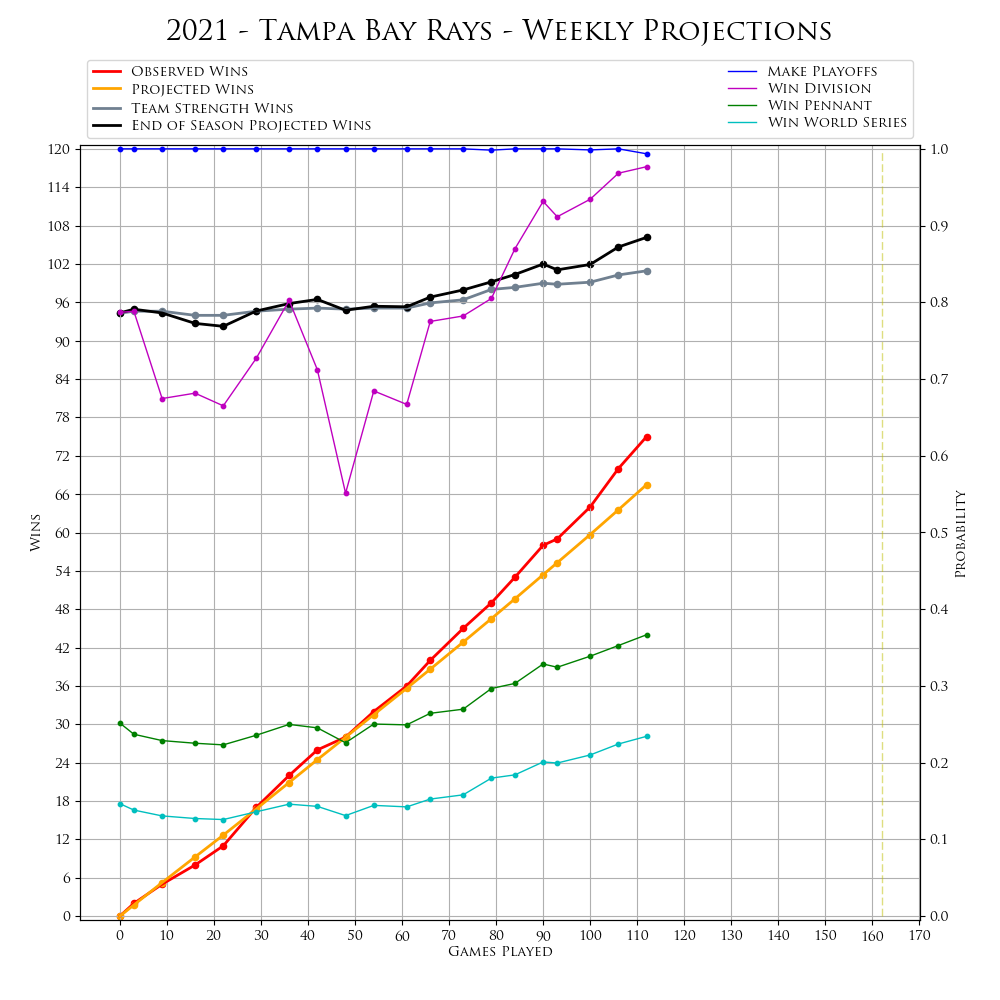 2021 - Tampa Bay Rays - Weekly Projections
Observed Wins
Projected Wins
Team Strength Wins
End of Season Projected Wins
Make Playoffs
Win Division
Win Pennant
Win World Series
120
114
108
102
96
90
84
78
72
66
60
54
48
42
36
30
24
18
12
6
0
Wins
1.0
0.9
0.8
0.7
0.6
0.5
0.4
0.3
0.2
0.1
0.0
Probability
0 10 20 30 40 50 60 70 80 90 100 110 120 130 140 150 160 170
Games Played